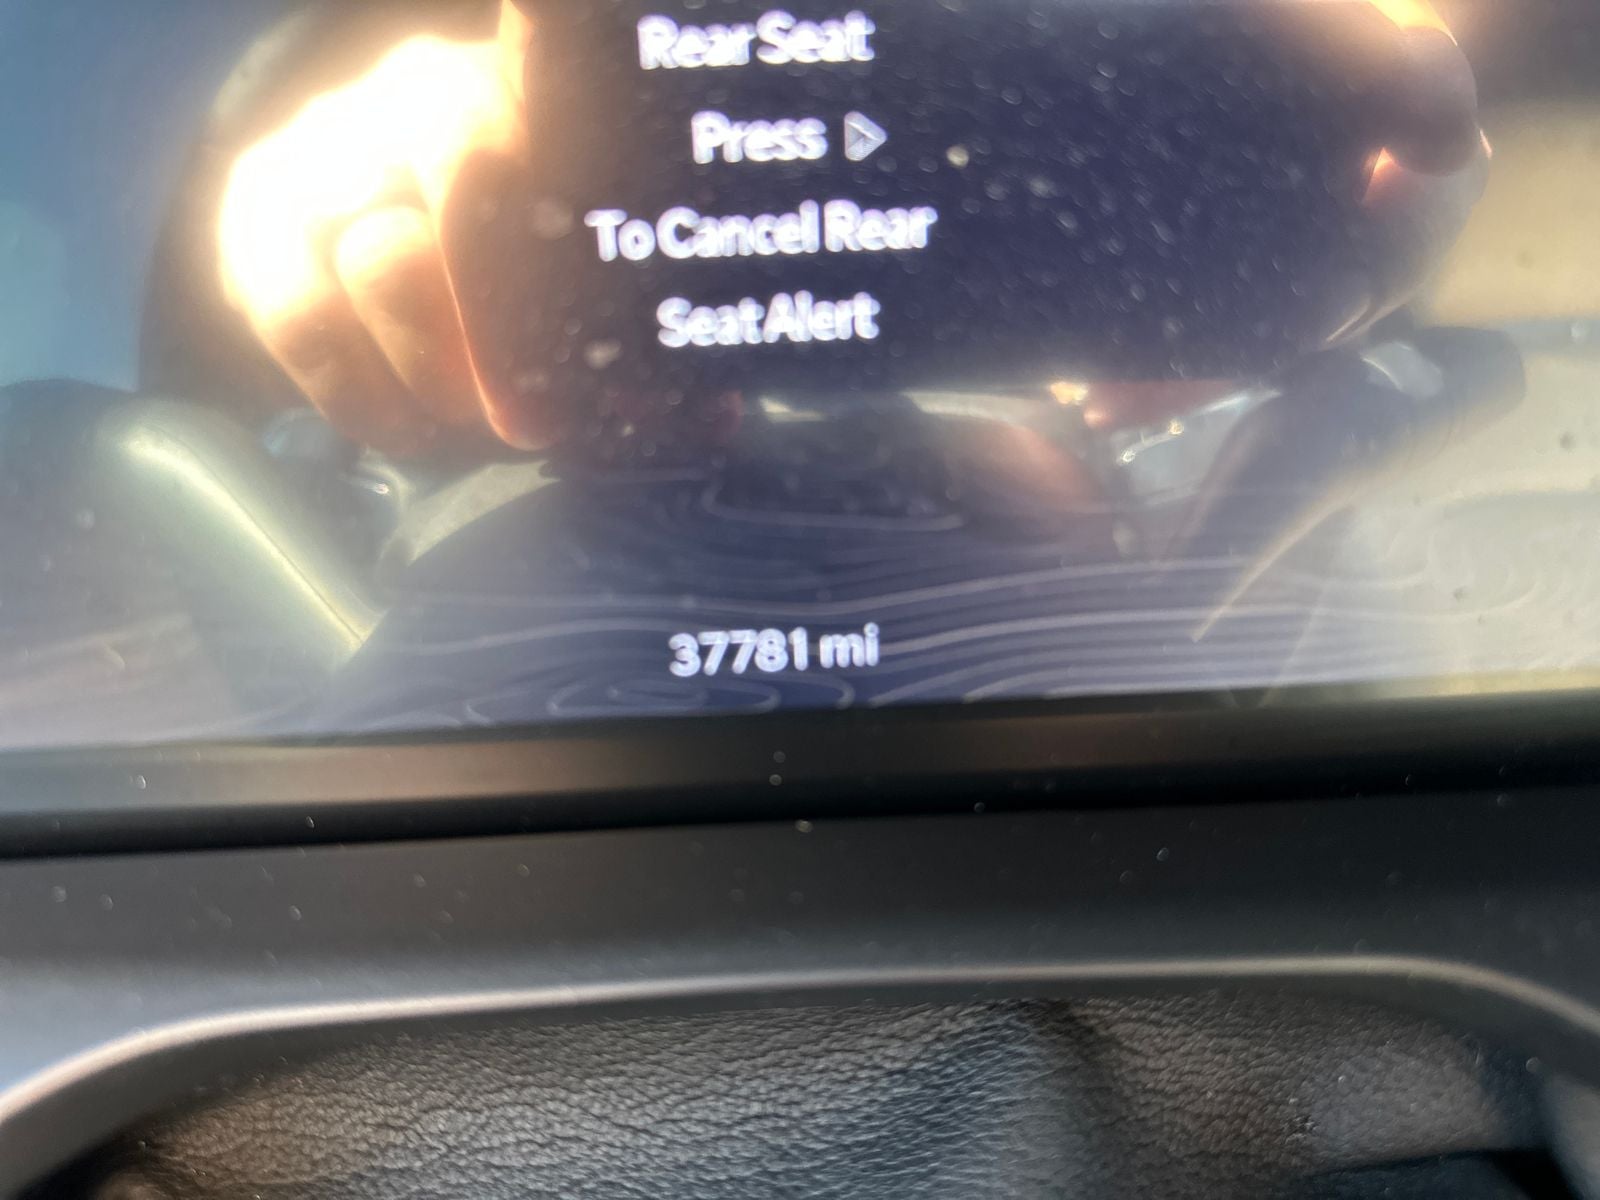 Rear Seat
Press
To Cancel Rear
Seat Alert
37781 mi